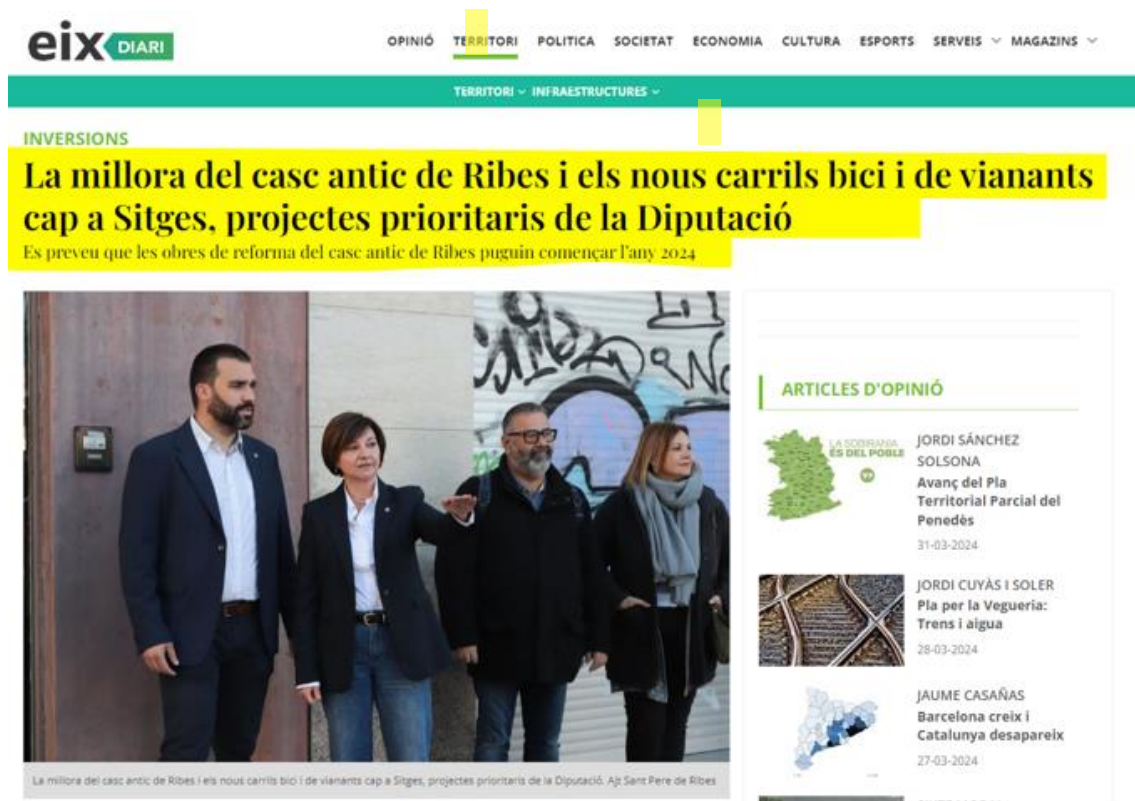 eix DIARI
OPINIÓ TERRITORI POLITICA SOCIETAT ECONOMIA CULTURA ESPORTS SERVEIS MAGAZINS
TERRITORI INFRAESTRUCTURES
INVERSIONS
La millora del casc antic de Ribes i els nous carrils bici i de vianants
cap a Sitges, projectes prioritaris de la Diputació
Es preveu que les obres de reforma del casc antic de Ribes puguin començar l'any 2024
La millora del casc antic de Ribes i els nous carrils bici i de vianants cap a Sitges, projectes prioritaris de la Diputació. Ajt Sant Pere de Ribes
ARTICLES D'OPINIÓ
LA SOBIRANIA
ÉS DEL POBLE
JORDI SÁNCHEZ
SOLSONA
Avanç del Pla
Territorial Parcial del
Penedès
31-03-2024
JORDI CUYÀS I SOLER
Pla per la Vegueria:
Trens i aigua
28-03-2024
JAUME CASAÑAS
Barcelona creix i
Catalunya desapareix
27-03-2024